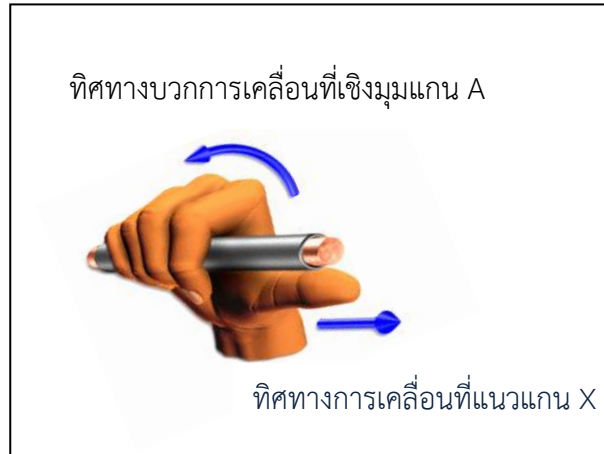 ทิศทางบวกการเคลื่อนที่เชิงมุมแกน A
ทิศทางการเคลื่อนที่แนวแกน X